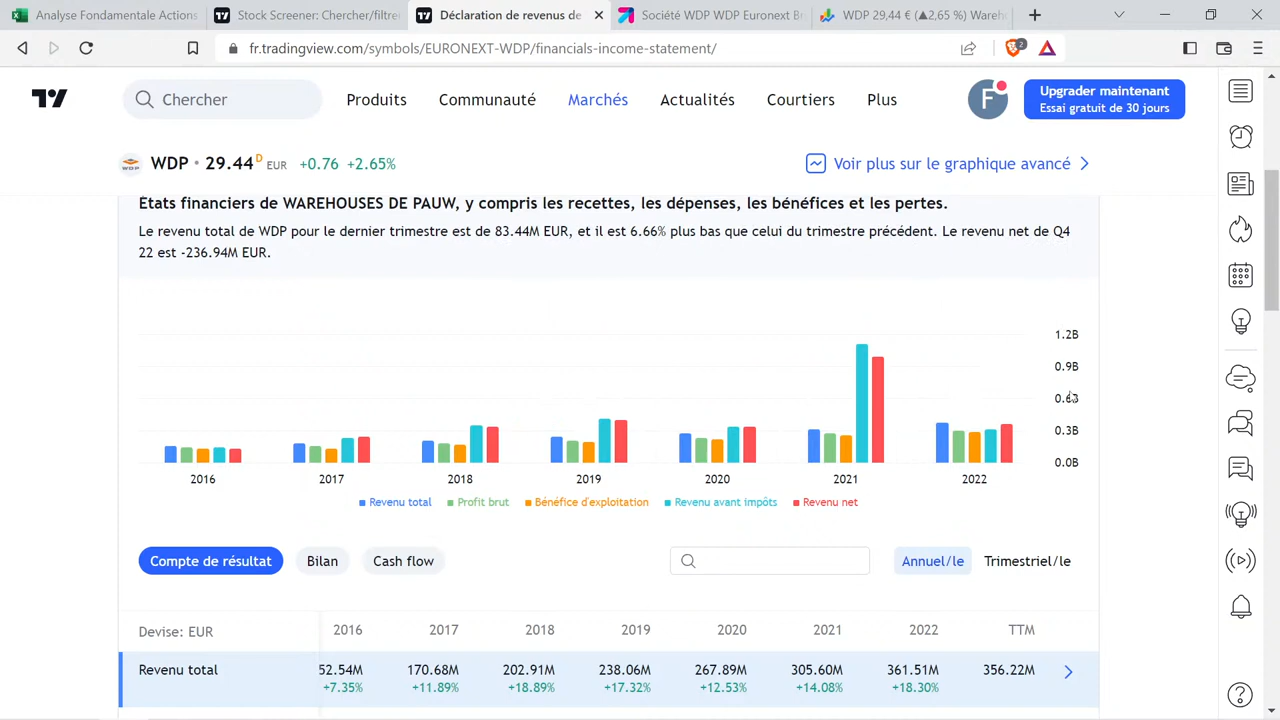 Analyse Fondamentale Actions
Stock Screener: Chercher/filtrer
Déclaration de revenus de
Société WDP WDP Euronext Br
WDP 29,44 € (▲2,65 %) Wareh
fr.tradingview.com/symbols/EURONEXT-WDP/financials-income-statement/
2
Chercher
Produits
Communauté
Marchés
Actualités
Courtiers
Plus
F
Upgrader maintenant
Essai gratuit de 30 jours
WDP • 29.44 D EUR +0.76 +2.65%
Voir plus sur le graphique avancé
États financiers de WAREHOUSES DE PAUW, y compris les recettes, les dépenses, les bénéfices et les pertes.
Le revenu total de WDP pour le dernier trimestre est de 83.44M EUR, et il est 6.66% plus bas que celui du trimestre précédent. Le revenu net de Q4
22 est -236.94M EUR.
1.2B
0.9B
0.6B
0.3B
0.0B
2016 2017 2018 2019 2020 2021 2022
Revenu total Profit brut Bénéfice d'exploitation Revenu avant impôts Revenu net
Compte de résultat Bilan Cash flow Annuel/le Trimestriel/le
Devise: EUR 2016 2017 2018 2019 2020 2021 2022 TTM
Revenu total 52.54M 170.68M 202.91M 238.06M 267.89M 305.60M 361.51M 356.22M
+7.35% +11.89% +18.89% +17.32% +12.53% +14.08% +18.30%